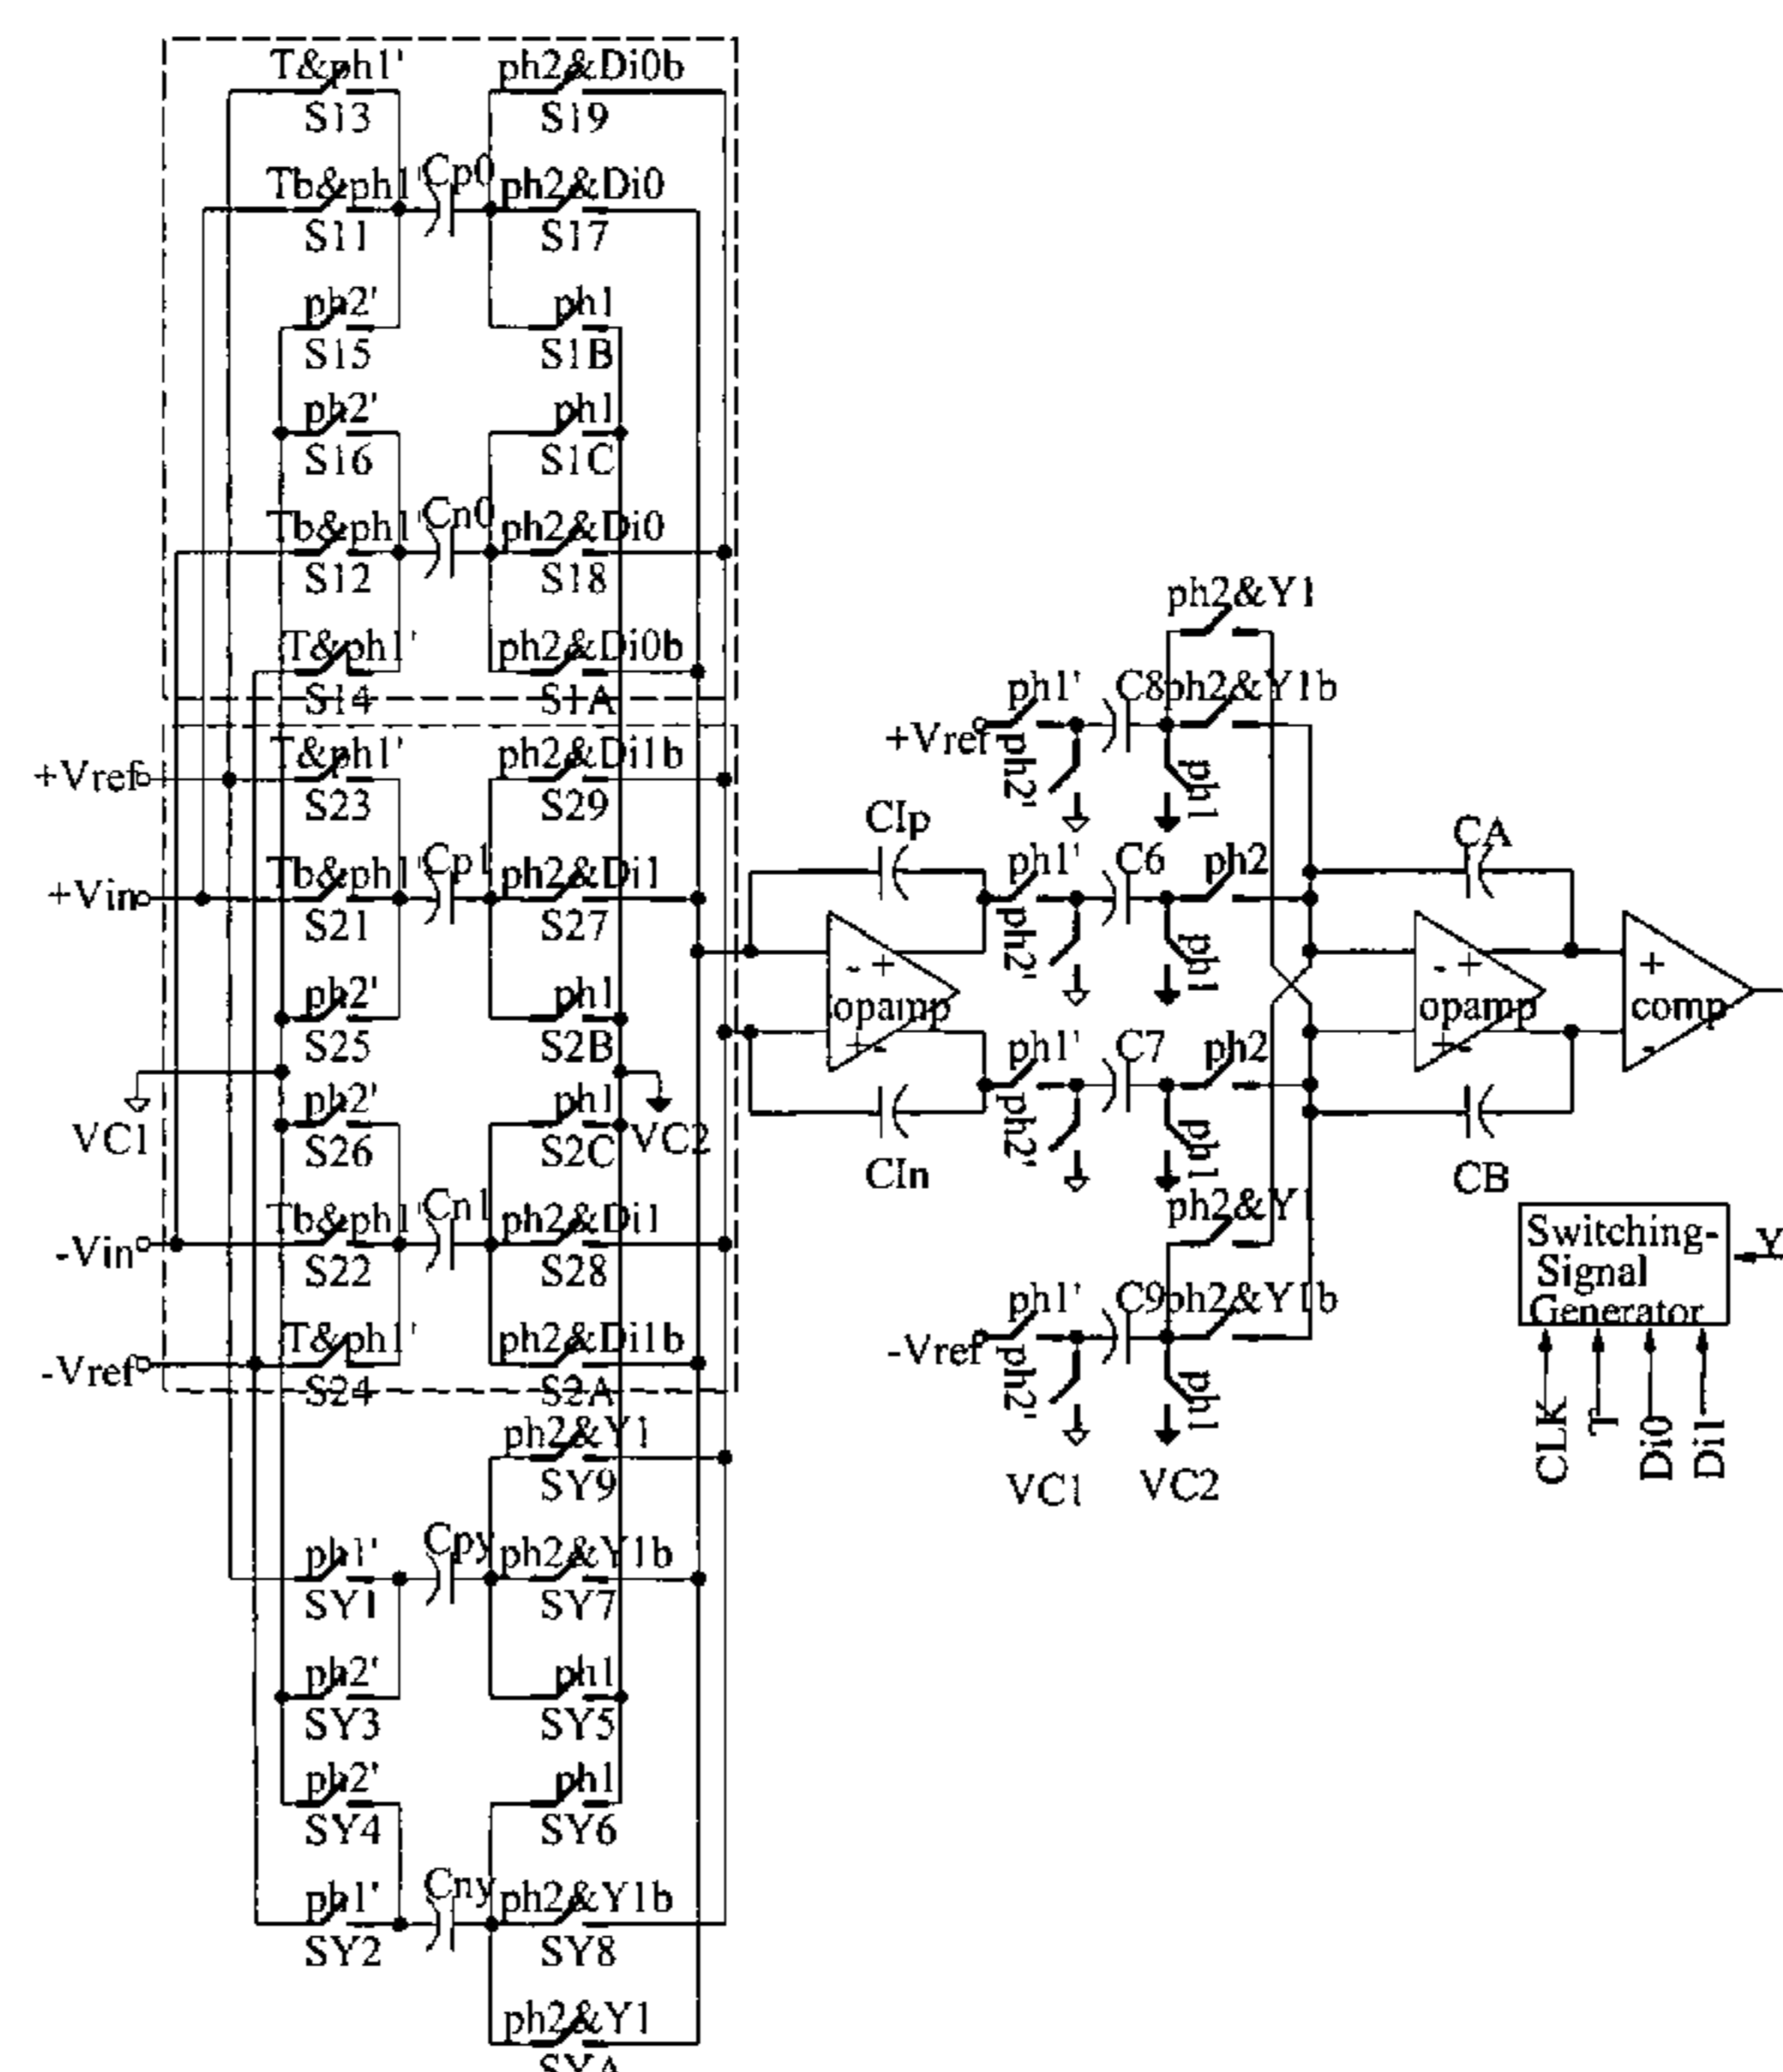 T&ph1'
ph2&Di0b
S13
S19
Tb&ph1'
Cp0
ph2&Di0
S11
S17
ph2'
ph1
S15
S1B
ph2'
ph1
S16
S1C
Tb&ph1'
Cn0
ph2&Di0
S12
S18
T&ph1'
ph2&Di0b
S14
S1A
+Vref
T&ph1'
ph2&Di1b
S23
S29
+Vin
Tb&ph1'
Cp1
ph2&Di1
S21
S27
ph2'
ph1
S25
S2B
VC1
ph2'
ph1
VC2
S26
S2C
-Vin
Tb&ph1'
Cn1
ph2&Di1
S22
S28
-Vref
T&ph1'
ph2&Di1b
S24
S2A
ph2&Y1
SY9
ph1'
Cpy
ph2&Y1b
SY1
SY7
ph2'
ph1
SY3
SY5
ph2'
ph1
SY4
SY6
ph1'
Cny
ph2&Y1b
SY2
SY8
ph2&Y1
SYA
ph2&Y1
ph1'
C8
ph2&Y1b
+Vref
ph2'
ph1
CIp
ph1'
C6
ph2
CA
ph2'
ph1
- +
opamp
+ -
- +
opamp
+ -
+
comp
-
ph1'
C7
ph2
ph2'
ph1
CIn
CB
ph2&Y1
ph1'
C9
ph2&Y1b
-Vref
ph2'
ph1
VC1
VC2
Switching-
Signal
Generator
Y
CLK
T
Di0
Di1